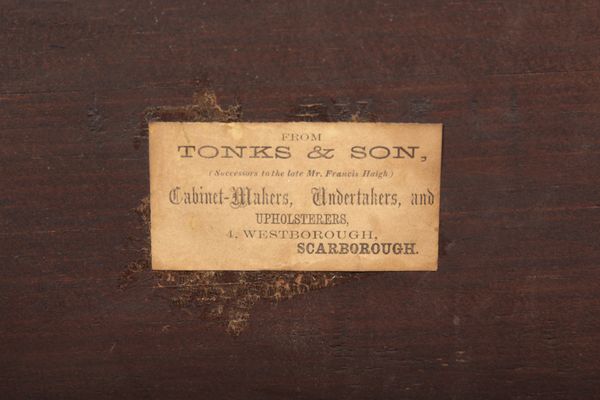 FROM
TONKS & SON,
(Successors to the late Mr. Francis Haigh)
Cabinet-Makers, Undertakers, and
UPHOLSTERERS,
4, WESTBOROUGH,
SCARBOROUGH.